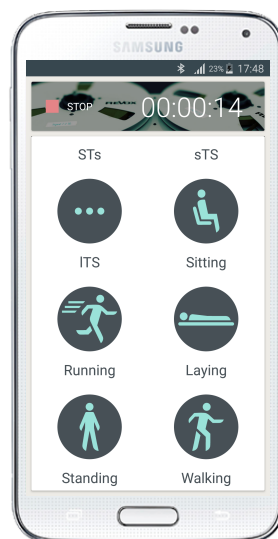 SAMSUNG
23% 17:48
STOP 00:00:14
STs sTS
ITS Sitting
Running Laying
Standing Walking